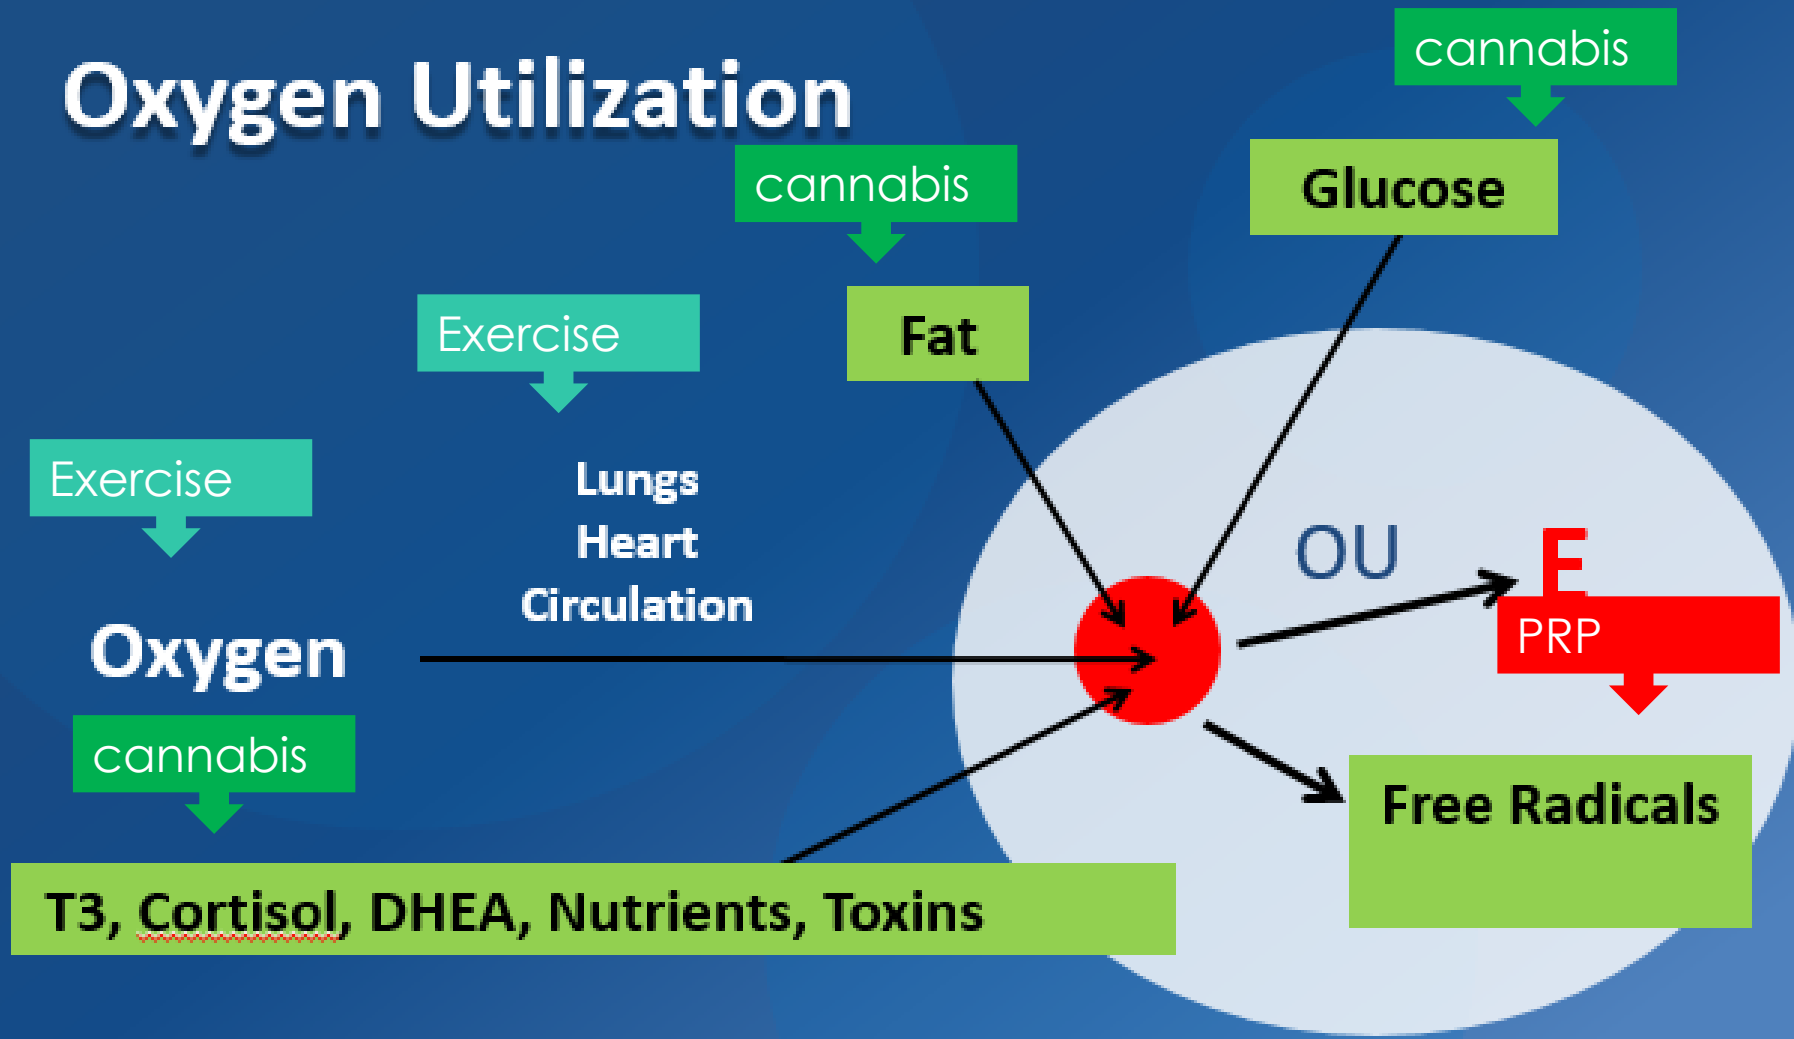 Oxygen Utilization
cannabis
cannabis
Glucose
Exercise
Fat
Exercise
Lungs
Heart
Circulation
OU
E
PRP
Oxygen
cannabis
Free Radicals
T3, Cortisol, DHEA, Nutrients, Toxins